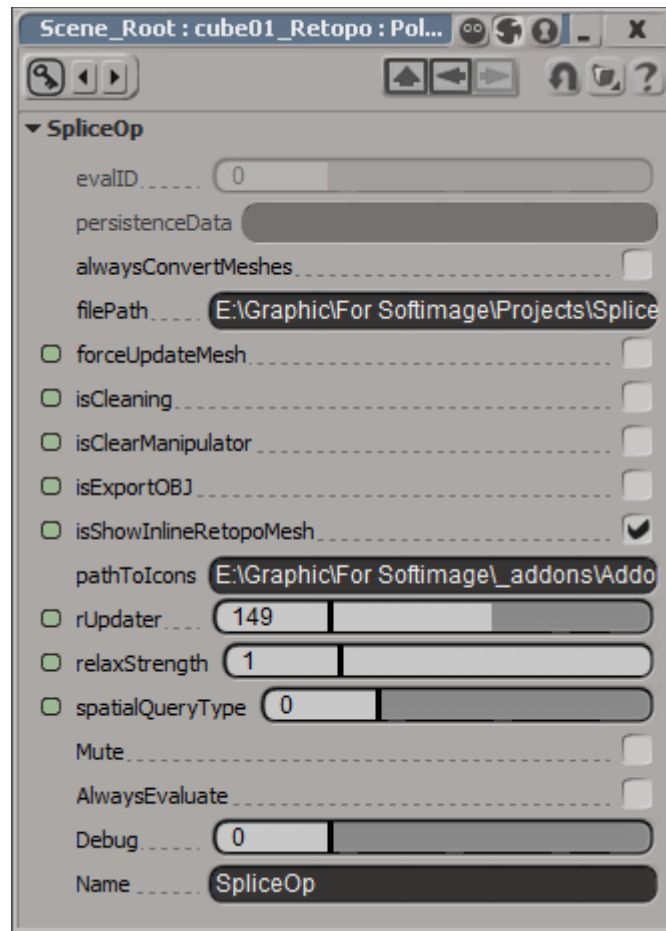 Scene_Root : cube01_Retopo : Pol...
SpliceOp
evalID 0
persistenceData
alwaysConvertMeshes
filePath E:\Graphic\For Softimage\Projects\Splice
forceUpdateMesh
isCleaning
isClearManipulator
isExportOBJ
isShowInlineRetopoMesh
pathToIcons E:\Graphic\For Softimage\_addons\Addo
rUpdater 149
relaxStrength 1
spatialQueryType 0
Mute
AlwaysEvaluate
Debug 0
Name SpliceOp